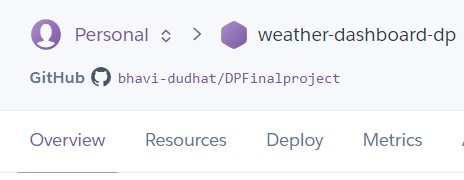 Personal > weather-dashboard-dp
GitHub bhavi-dudhat/DPFinalproject
Overview Resources Deploy Metrics